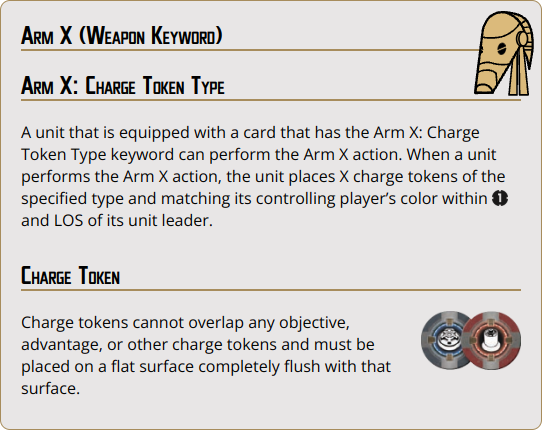 Arm X (Weapon Keyword)
Arm X: Charge Token Type
A unit that is equipped with a card that has the Arm X: Charge
Token Type keyword can perform the Arm X action. When a unit
performs the Arm X action, the unit places X charge tokens of the
specified type and matching its controlling player's color within 1
and LOS of its unit leader.
Charge Token
Charge tokens cannot overlap any objective,
advantage, or other charge tokens and must be
placed on a flat surface completely flush with that
surface.